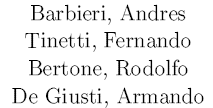 Barbieri, Andres
Tinetti, Fernando
Bertone, Rodolfo
De Giusti, Armando